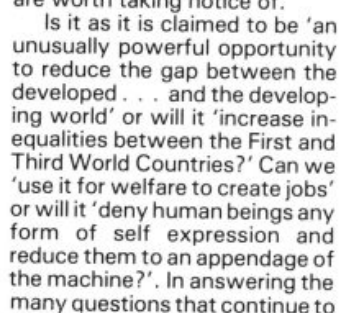 are worth taking notice of.
Is it as it is claimed to be 'an
unusually powerful opportunity
to reduce the gap between the
developed . . . and the develop-
ing world' or will it 'increase in-
equalities between the First and
Third World Countries?' Can we
'use it for welfare to create jobs'
or will it 'deny human beings any
form of self expression and
reduce them to an appendage of
the machine?'. In answering the
many questions that continue to